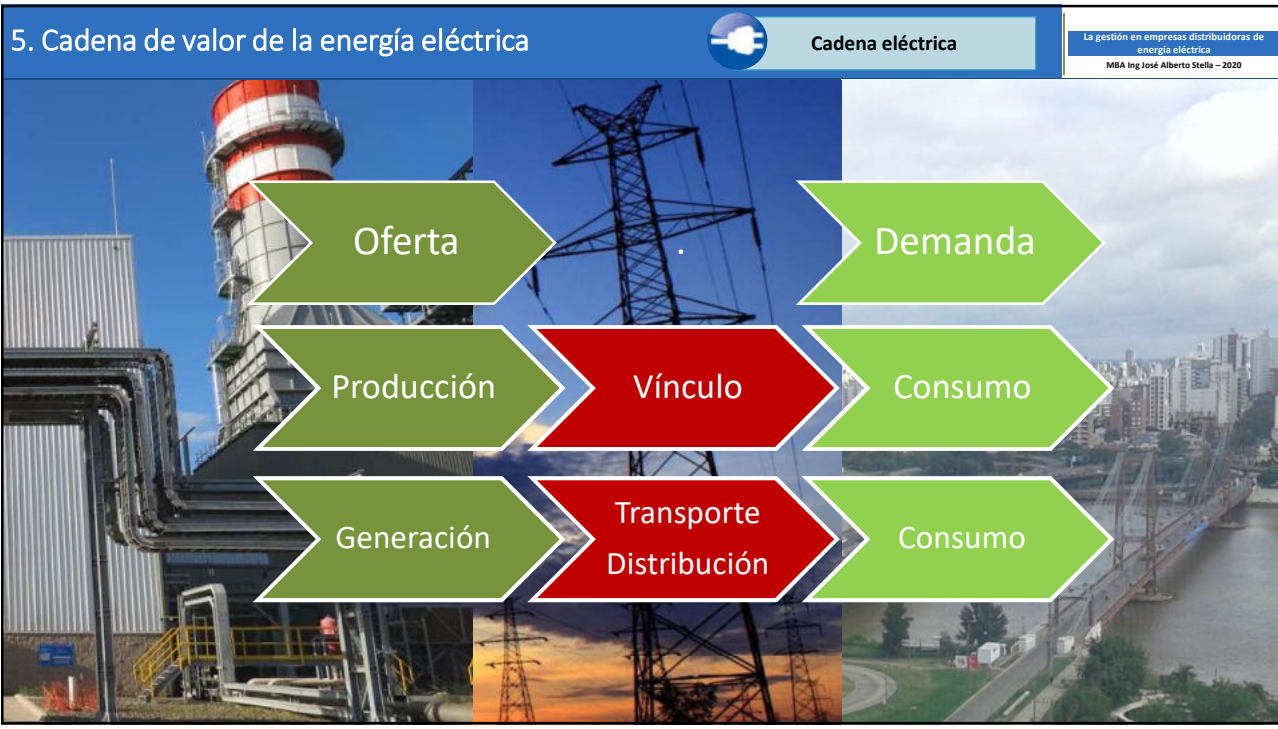 5. Cadena de valor de la energía eléctrica
Cadena eléctrica
La gestión en empresas distribuidoras de
energía eléctrica
MBA Ing José Alberto Stella – 2020
Oferta
.
Demanda
Producción
Vínculo
Consumo
Generación
Transporte
Distribución
Consumo